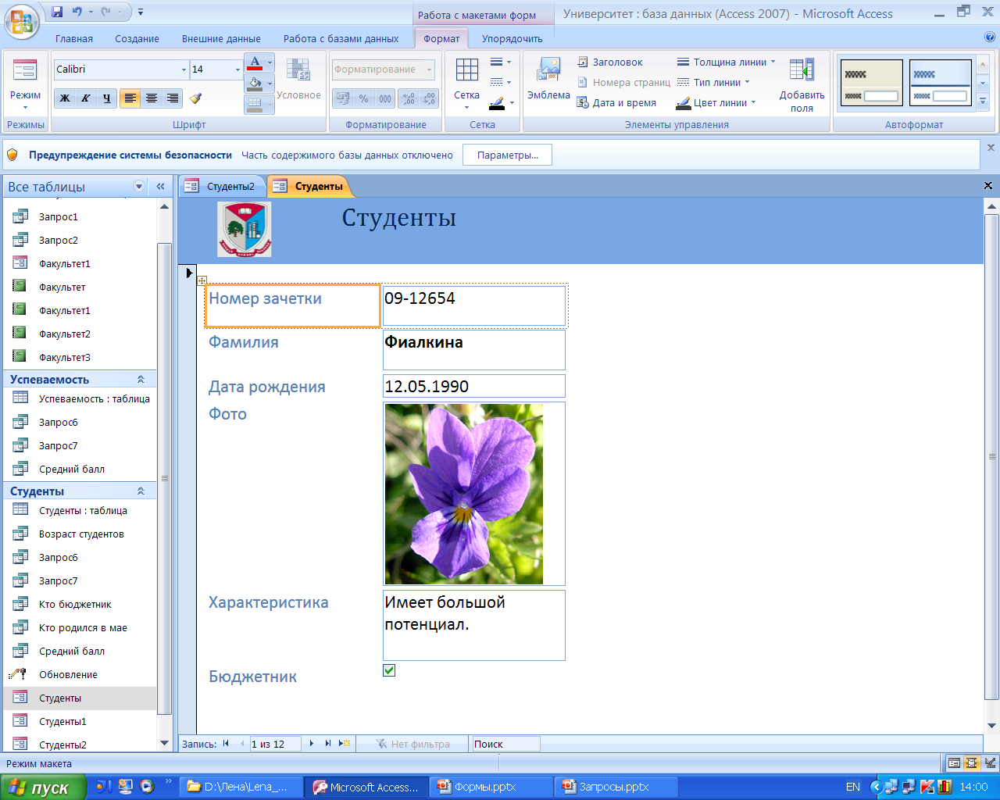 Работа с макетами форм
Университет : база данных (Access 2007) - Microsoft Access
Главная
Создание
Внешние данные
Работа с базами данных
Формат
Упорядочить
Режим
Режимы
Calibri
14
Ж К Ч
Условное
Шрифт
Форматирование
% 000
Форматирование
Сетка
Сетка
Эмблема
Заголовок
Номера страниц
Дата и время
Толщина линии
Тип линии
Цвет линии
Добавить
поля
Элементы управления
Автоформат
Предупреждение системы безопасности
Часть содержимого базы данных отключено
Параметры...
Все таблицы
Запрос1
Запрос2
Факультет1
Факультет
Факультет1
Факультет2
Факультет3
Успеваемость
Успеваемость : таблица
Запрос6
Запрос7
Средний балл
Студенты
Студенты : таблица
Возраст студентов
Запрос6
Запрос7
Кто бюджетник
Кто родился в мае
Средний балл
Обновление
Студенты
Студенты1
Студенты2
Студенты2
Студенты
Студенты
Номер зачетки
09-12654
Фамилия
Фиалкина
Дата рождения
12.05.1990
Фото
Характеристика
Имеет большой
потенциал.
Бюджетник
Запись:
1 из 12
Нет фильтра
Поиск
Режим макета
пуск
D:\Лена\Lena_...
Microsoft Access...
Формы.pptx
Запросы.pptx
EN
14:00